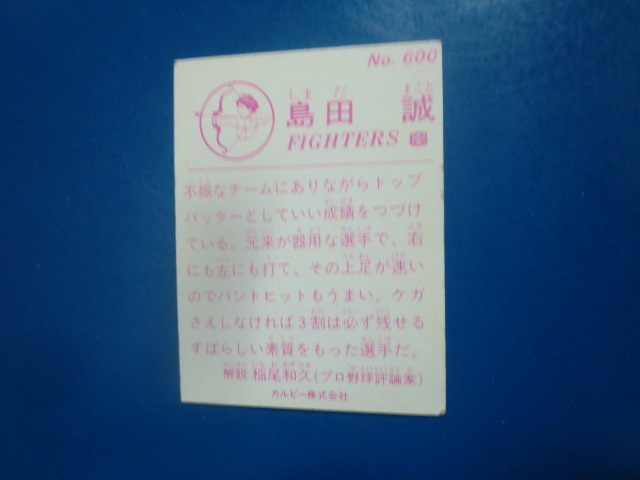 No. 600
しまだ まこと
島田 誠
FIGHTERS
不振なチームにありながらトップ
バッターとしていい成績をつづけ
ている。元来が器用な選手で、右
にも左にも打て、その上足が速い
のでバントヒットもうまい。ケガ
さえしなければ3割は必ず残せる
すばらしい素質をもった選手だ。
解説 稲尾和久(プロ野球評論家)
カルビー株式会社